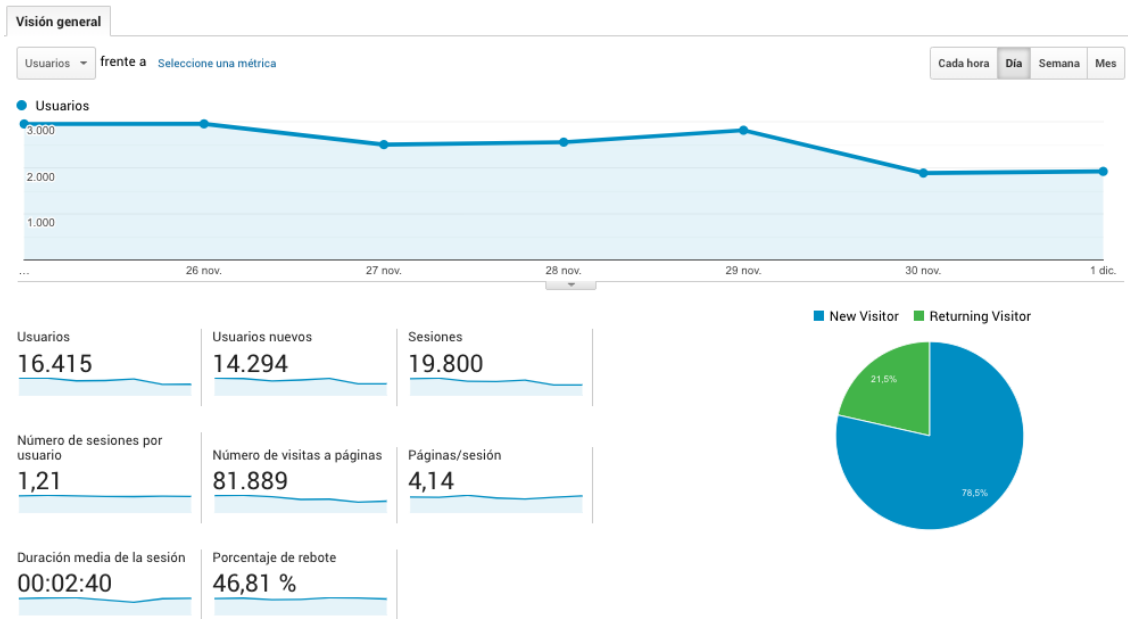 Visión general
Usuarios frente a Seleccione una métrica
Cada hora Día Semana Mes
Usuarios
3.000
2.000
1.000
... 26 nov. 27 nov. 28 nov. 29 nov. 30 nov. 1 dic.
New Visitor Returning Visitor
Usuarios Usuarios nuevos Sesiones
16.415 14.294 19.800
21,5%
78,5%
Número de sesiones por
usuario Número de visitas a páginas Páginas/sesión
1,21 81.889 4,14
Duración media de la sesión Porcentaje de rebote
00:02:40 46,81 %